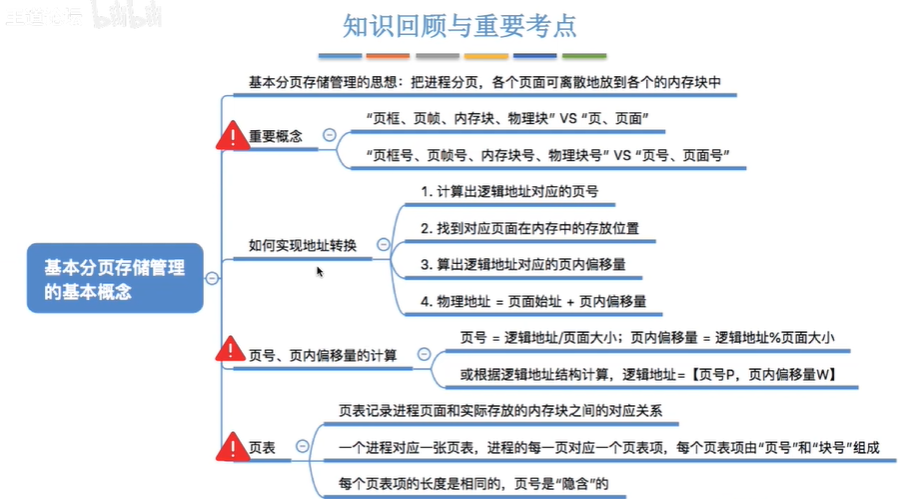 bilibili
知识回顾与重要考点
基本分页存储管理的思想：把进程分页，各个页面可离散地放到各个的内存块中
重要概念
“页框、页帧、内存块、物理块” VS “页、页面”
“页框号、页帧号、内存块号、物理块号” VS “页号、页面号”
如何实现地址转换
1. 计算出逻辑地址对应的页号
2. 找到对应页面在内存中的存放位置
3. 算出逻辑地址对应的页内偏移量
4. 物理地址 = 页面始址 + 页内偏移量
基本分页存储管理
的基本概念
页号、页内偏移量的计算
页号 = 逻辑地址/页面大小；页内偏移量 = 逻辑地址%页面大小
或根据逻辑地址结构计算，逻辑地址=【页号P，页内偏移量W】
页表
页表记录进程页面和实际存放的内存块之间的对应关系
一个进程对应一张页表，进程的每一页对应一个页表项，每个页表项由“页号”和“块号”组成
每个页表项的长度是相同的，页号是“隐含”的